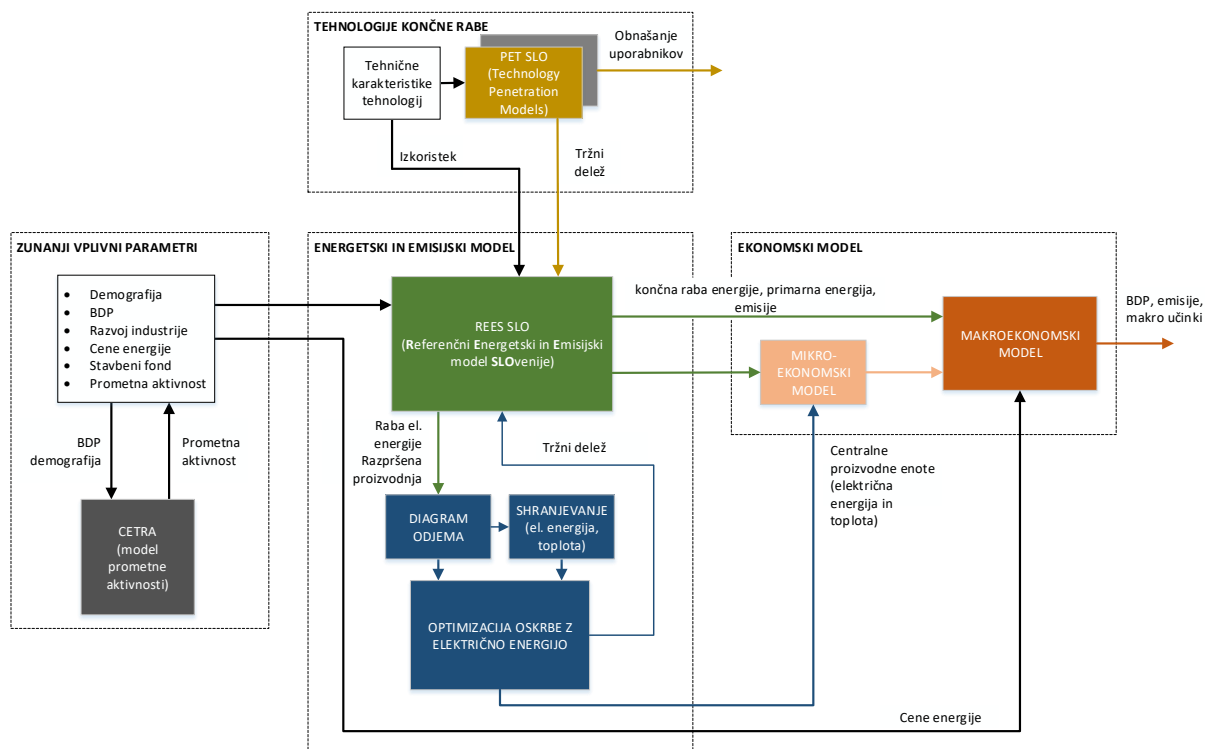 TEHNOLOGIJE KONČNE RABE
Tehnične
karakteristike
tehnologij
PET SLO
(Technology
Penetration
Models)
Obnašanje
uporabnikov
Izkoristek
Tržni
delež
ZUNANJI VPLIVNI PARAMETRI
• Demografija
• BDP
• Razvoj industrije
• Cene energije
• Stavbeni fond
• Prometna aktivnost
BDP
demografija
Prometna
aktivnost
CETRA
(model
prometne
aktivnosti)
ENERGETSKI IN EMISIJSKI MODEL
REES SLO
(Referenčni Energetski in Emisijski
model SLOvenije)
Raba el.
energije
Razpršena
proizvodnja
Tržni delež
DIAGRAM
ODJEMA
SHRANJEVANJE
(el. energija,
toplota)
OPTIMIZACIJA OSKRBE Z
ELEKTRIČNO ENERGIJO
EKONOMSKI MODEL
končna raba energije, primarna energija,
emisije
MIKRO-
EKONOMSKI
MODEL
MAKROEKONOMSKI
MODEL
BDP, emisije,
makro učinki
Centralne
proizvodne enote
(električna
energija in
toplota)
Cene energije